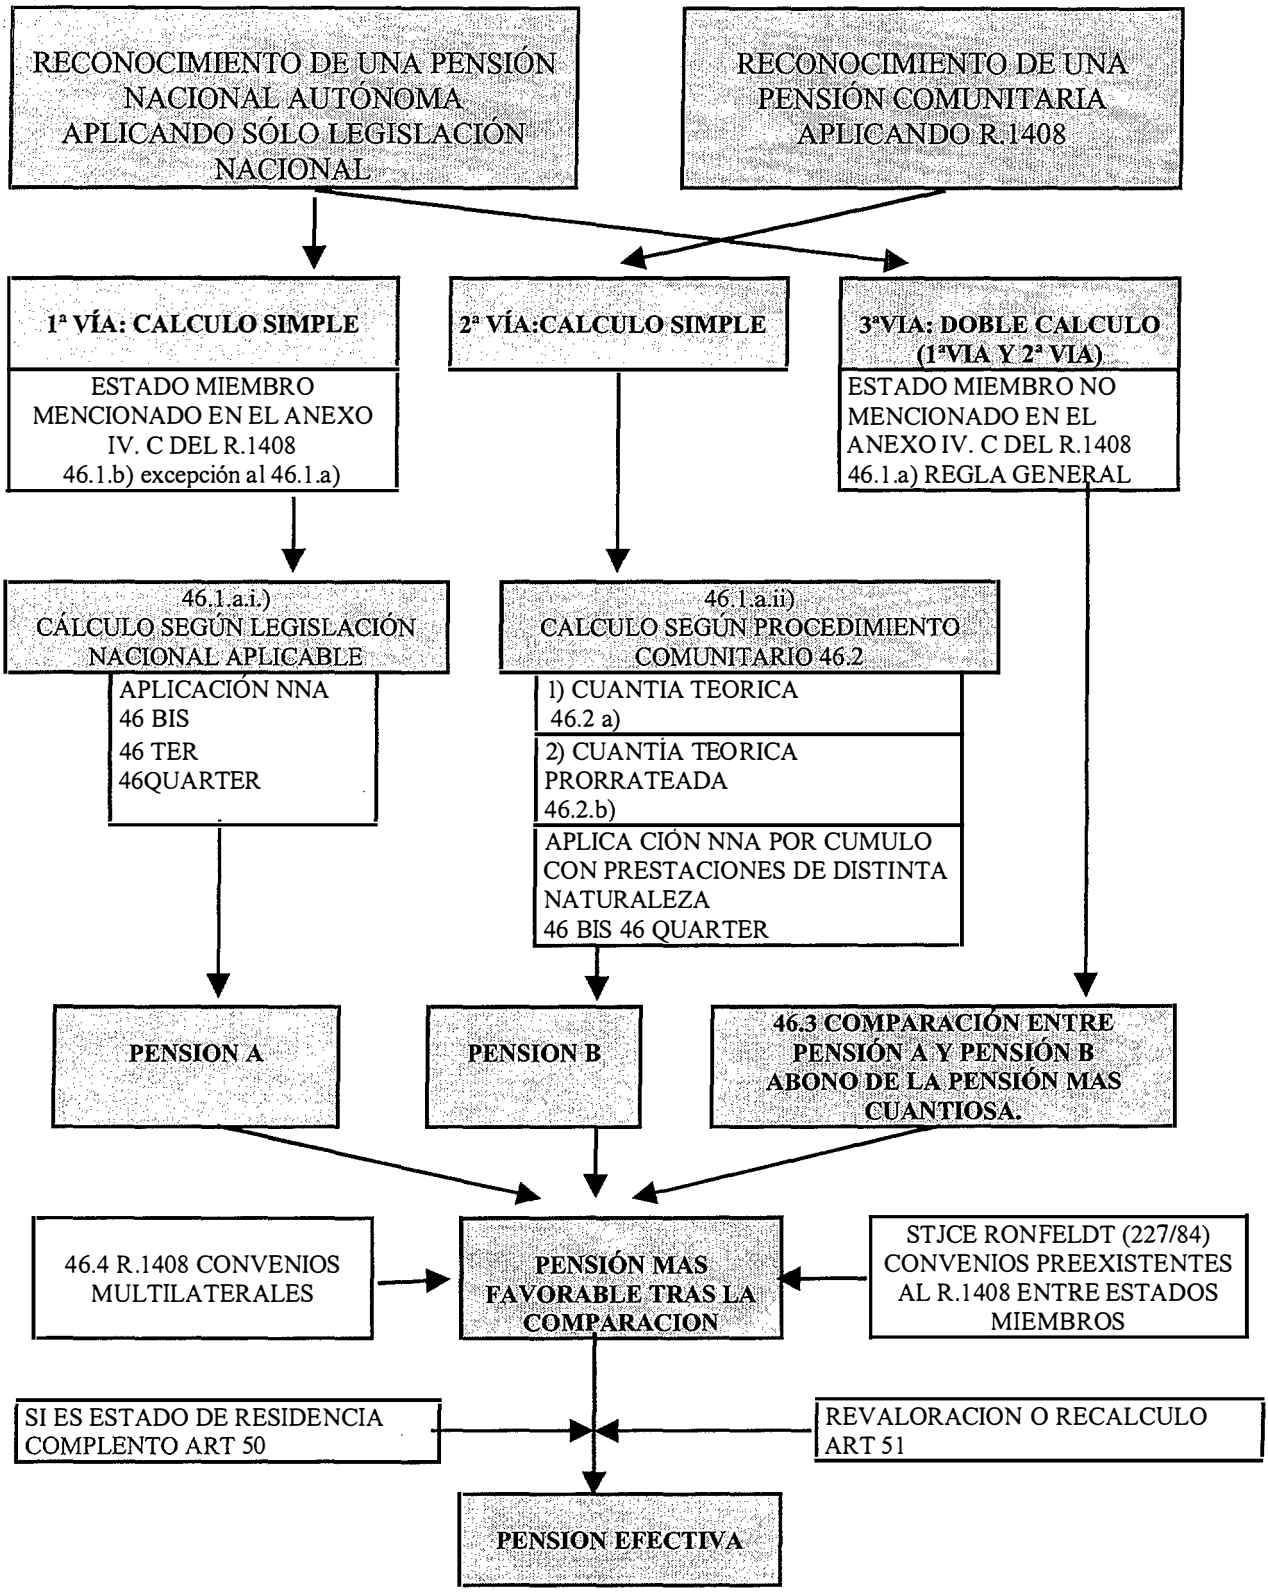 RECONOCIMIENTO DE UNA PENSIÓN
NACIONAL AUTÓNOMA
APLICANDO SÓLO LEGISLACIÓN
NACIONAL
RECONOCIMIENTO DE UNA
PENSIÓN COMUNITARIA
APLICANDO R.1408
1ª VÍA: CALCULO SIMPLE
ESTADO MIEMBRO
MENCIONADO EN EL ANEXO
IV. C DEL R.1408
46.1.b) excepción al 46.1.a)
2ª VÍA:CALCULO SIMPLE
3ªVIA: DOBLE CALCULO
(1ªVIA Y 2ª VIA)
ESTADO MIEMBRO NO
MENCIONADO EN EL
ANEXO IV. C DEL R.1408
46.1.a) REGLA GENERAL
46.1.a.i.)
CÁLCULO SEGÚN LEGISLACIÓN
NACIONAL APLICABLE
APLICACIÓN NNA
46 BIS
46 TER
46QUARTER
46.1.a.ii)
CALCULO SEGÚN PROCEDIMIENTO
COMUNITARIO 46.2
1) CUANTIA TEORICA
46.2 a)
2) CUANTÍA TEORICA
PRORRATEADA
46.2.b)
APLICA CIÓN NNA POR CUMULO
CON PRESTACIONES DE DISTINTA
NATURALEZA
46 BIS 46 QUARTER
PENSION A
PENSION B
46.3 COMPARACIÓN ENTRE
PENSIÓN A Y PENSIÓN B
ABONO DE LA PENSIÓN MAS
CUANTIOSA.
46.4 R.1408 CONVENIOS
MULTILATERALES
PENSIÓN MAS
FAVORABLE TRAS LA
COMPARACION
STJCE RONFELDT (227/84)
CONVENIOS PREEXISTENTES
AL R.1408 ENTRE ESTADOS
MIEMBROS
SI ES ESTADO DE RESIDENCIA
COMPLENTO ART 50
REVALORACION O RECALCULO
ART 51
PENSION EFECTIVA